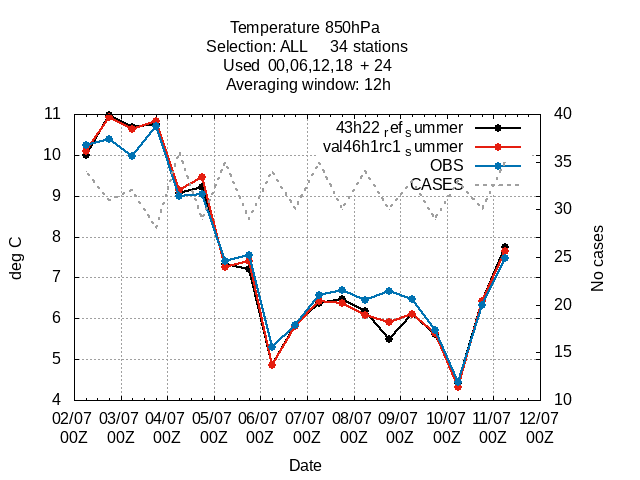 Temperature 850hPa
Selection: ALL 34 stations
Used 00,06,12,18 + 24
Averaging window: 12h
43h22 refsummer
val46h1rc1 summer
OBS
CASES
11
10
9
8
7
6
5
4
40
35
30
25
20
15
10
deg C
No cases
02/07 03/07 04/07 05/07 06/07 07/07 08/07 09/07 10/07 11/07 12/07
00Z 00Z 00Z 00Z 00Z 00Z 00Z 00Z 00Z 00Z 00Z
Date